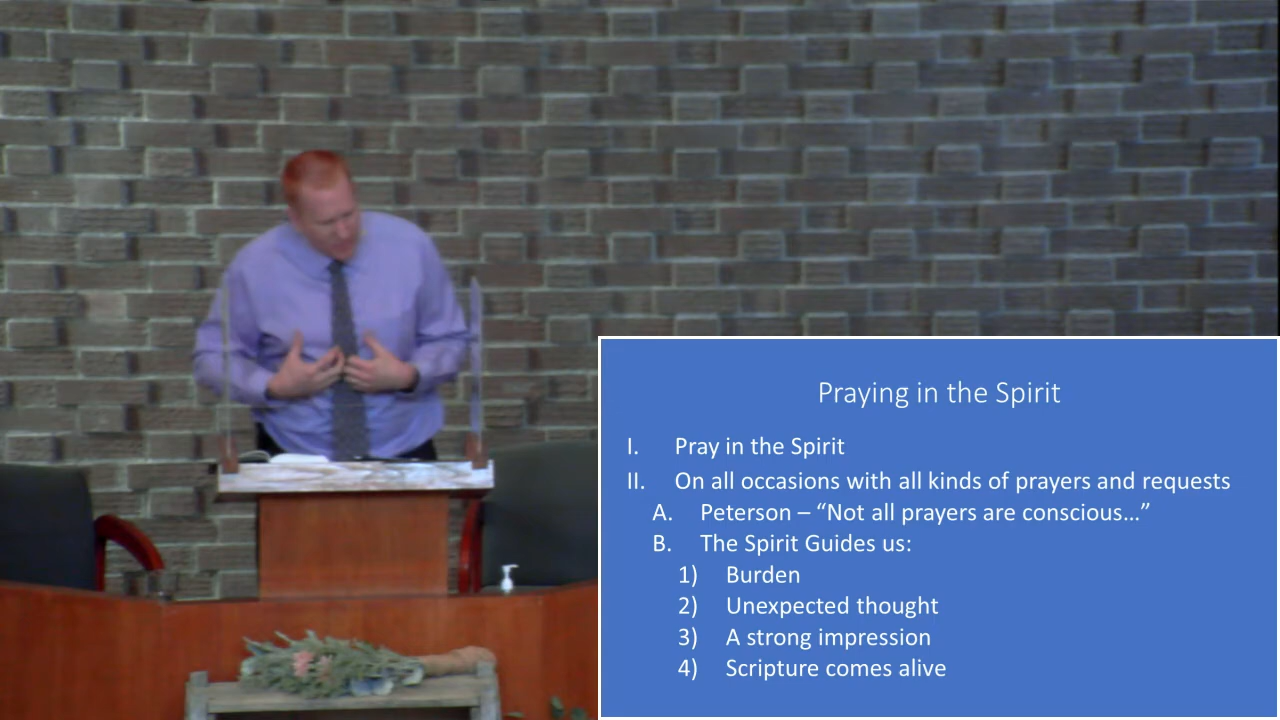 Praying in the Spirit
I. Pray in the Spirit
II. On all occasions with all kinds of prayers and requests
A. Peterson – “Not all prayers are conscious…”
B. The Spirit Guides us:
1) Burden
2) Unexpected thought
3) A strong impression
4) Scripture comes alive